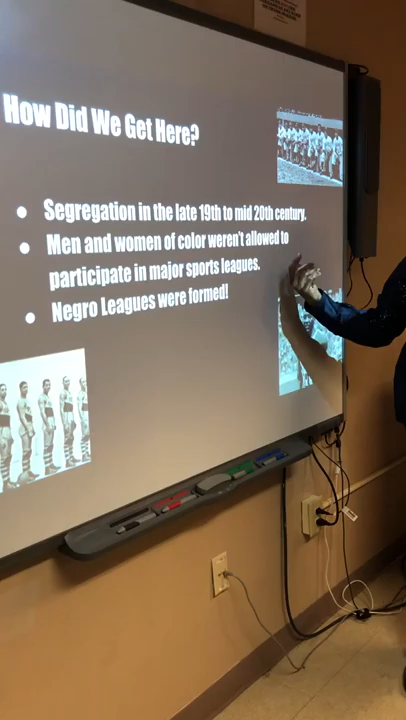 How Did We Get Here?
● Segregation in the late 19th to mid 20th century.
● Men and women of color weren't allowed to
participate in major sports leagues.
● Negro Leagues were formed!